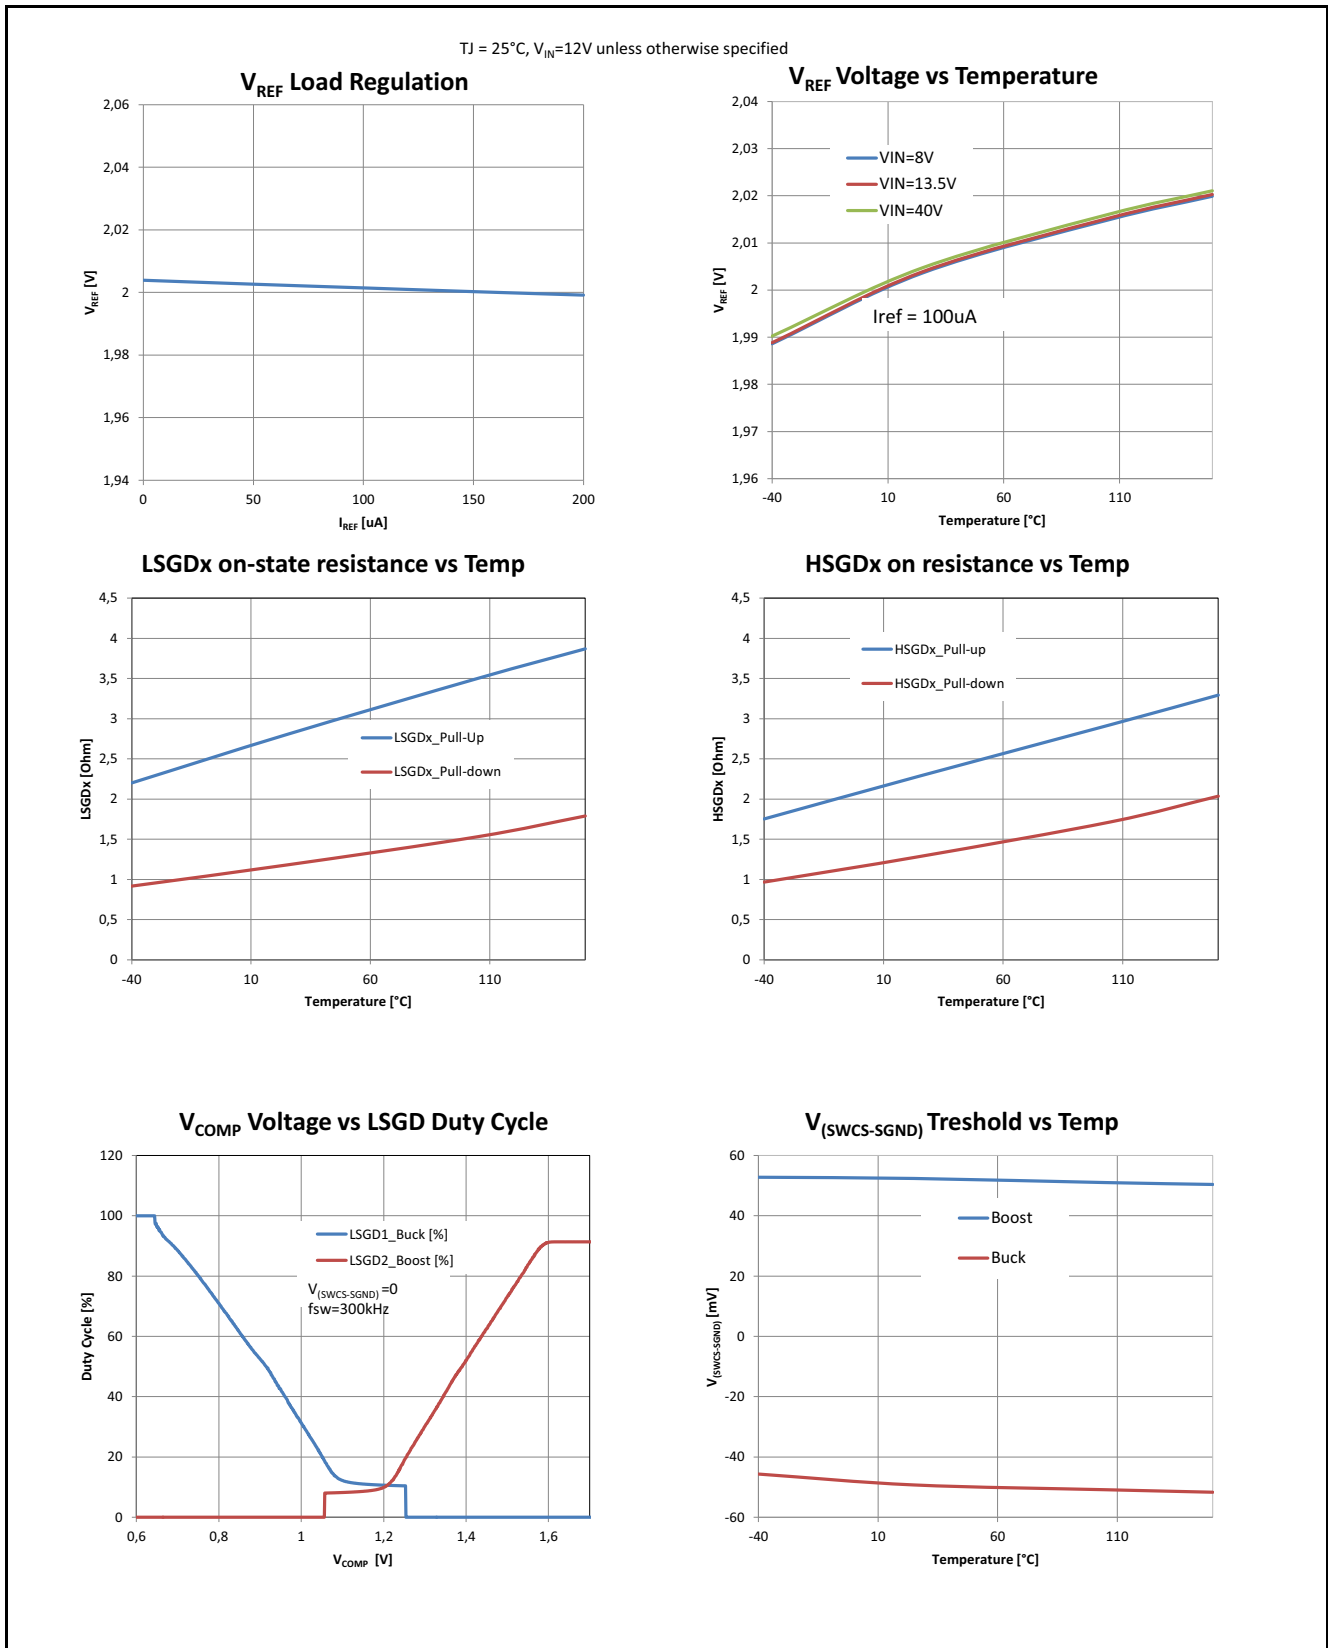 TJ = 25°C, VIN=12V unless otherwise specified
VREF Load Regulation
2,06
2,04
2,02
2
1,98
1,96
1,94
VREF [V]
0 50 100 150 200
IREF [uA]
VREF Voltage vs Temperature
2,04
2,03
2,02
2,01
2
1,99
1,98
1,97
1,96
VREF [V]
VIN=8V
VIN=13.5V
VIN=40V
Iref = 100uA
-40 10 60 110
Temperature [°C]
LSGDx on-state resistance vs Temp
4,5
4
3,5
3
2,5
2
1,5
1
0,5
0
LSGDx [Ohm]
LSGDx_Pull-Up
LSGDx_Pull-down
-40 10 60 110
Temperature [°C]
HSGDx on resistance vs Temp
4,5
4
3,5
3
2,5
2
1,5
1
0,5
0
HSGDx [Ohm]
HSGDx_Pull-up
HSGDx_Pull-down
-40 10 60 110
Temperature [°C]
VCOMP Voltage vs LSGD Duty Cycle
120
100
80
60
40
20
0
Duty Cycle [%]
LSGD1_Buck [%]
LSGD2_Boost [%]
V(SWCS-SGND) =0
fsw=300kHz
0,6 0,8 1 1,2 1,4 1,6
VCOMP [V]
V(SWCS-SGND) Treshold vs Temp
60
40
20
0
-20
-40
-60
V(SWCS-SGND) [mV]
Boost
Buck
-40 10 60 110
Temperature [°C]